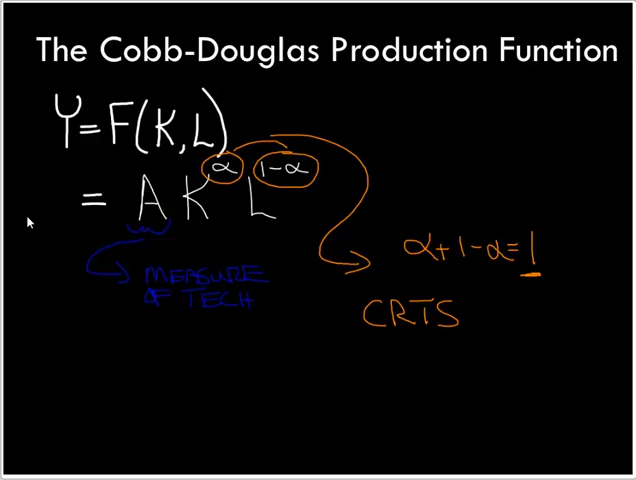 The Cobb-Douglas Production Function
Y=F(K,L)
= A K^α L^1-α
α+1-α=1
MEASURE
OF TECH
CRTS